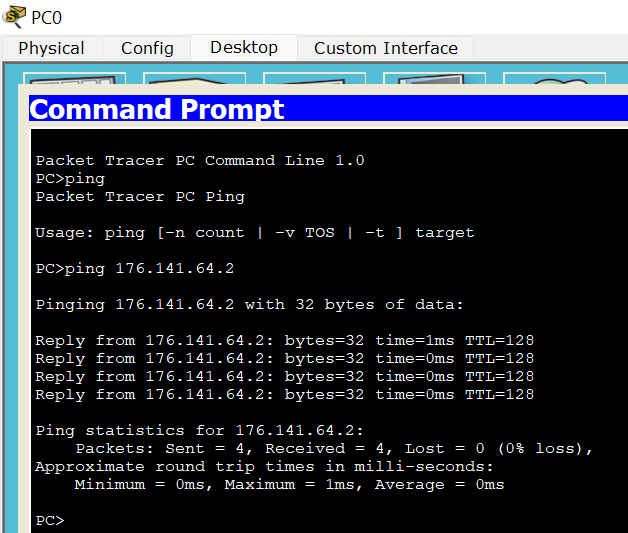 PC0
Physical Config Desktop Custom Interface
Command Prompt
Packet Tracer PC Command Line 1.0
PC>ping
Packet Tracer PC Ping
Usage: ping [-n count | -v TOS | -t ] target
PC>ping 176.141.64.2
Pinging 176.141.64.2 with 32 bytes of data:
Reply from 176.141.64.2: bytes=32 time=1ms TTL=128
Reply from 176.141.64.2: bytes=32 time=0ms TTL=128
Reply from 176.141.64.2: bytes=32 time=0ms TTL=128
Reply from 176.141.64.2: bytes=32 time=0ms TTL=128
Ping statistics for 176.141.64.2:
    Packets: Sent = 4, Received = 4, Lost = 0 (0% loss),
Approximate round trip times in milli-seconds:
    Minimum = 0ms, Maximum = 1ms, Average = 0ms
PC>